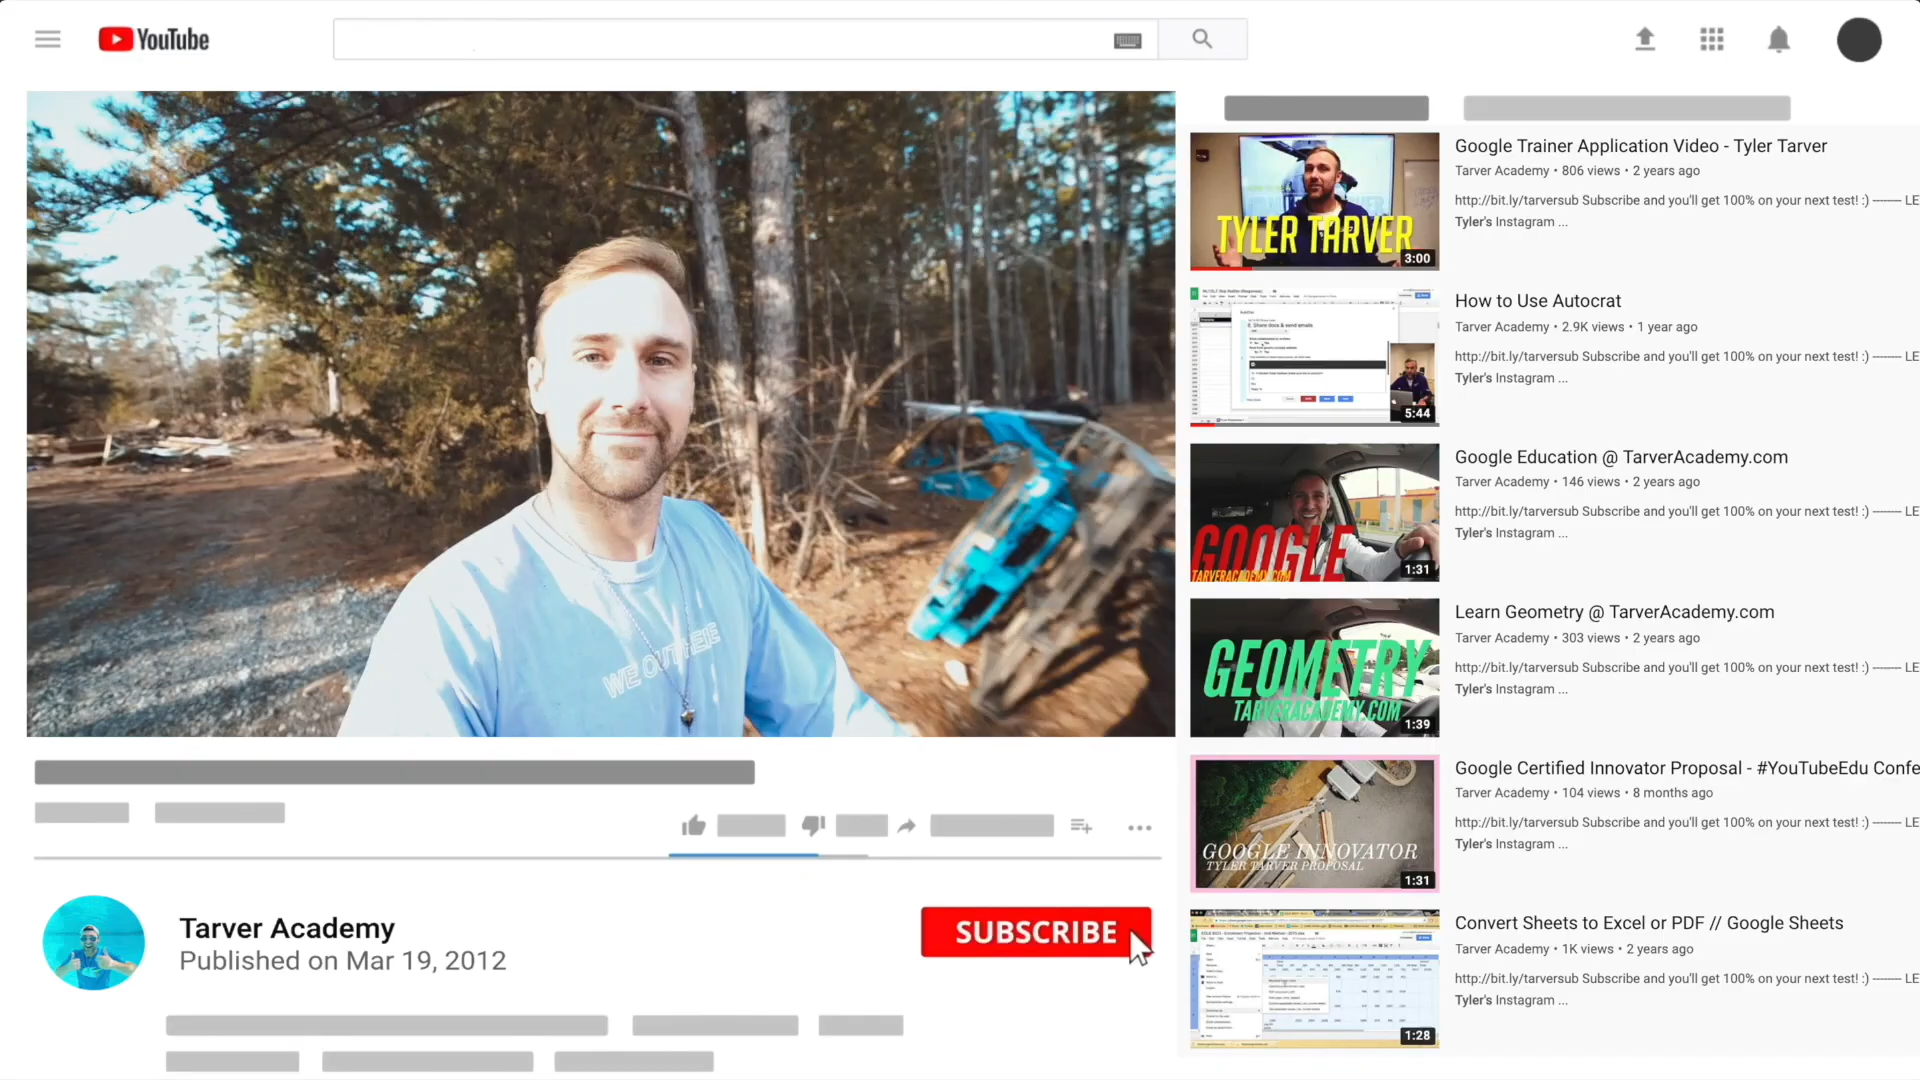 YouTube
WE OUT HERE
Tarver Academy
Published on Mar 19, 2012
SUBSCRIBE
TYLER TARVER
3:00
Google Trainer Application Video - Tyler Tarver
Tarver Academy • 806 views • 2 years ago
http://bit.ly/tarversub Subscribe and you'll get 100% on your next test! :) -------- LE
Tyler's Instagram ...
8. Share docs & send emails
5:44
How to Use Autocrat
Tarver Academy • 2.9K views • 1 year ago
http://bit.ly/tarversub Subscribe and you'll get 100% on your next test! :) -------- LE
Tyler's Instagram ...
GOOGLE
TARVERACADEMY.COM
1:31
Google Education @ TarverAcademy.com
Tarver Academy • 146 views • 2 years ago
http://bit.ly/tarversub Subscribe and you'll get 100% on your next test! :) -------- LE
Tyler's Instagram ...
GEOMETRY
TARVERACADEMY.COM
1:39
Learn Geometry @ TarverAcademy.com
Tarver Academy • 303 views • 2 years ago
http://bit.ly/tarversub Subscribe and you'll get 100% on your next test! :) -------- LE
Tyler's Instagram ...
GOOGLE INNOVATOR
TYLER TARVER PROPOSAL
1:31
Google Certified Innovator Proposal - #YouTubeEdu Confe
Tarver Academy • 104 views • 8 months ago
http://bit.ly/tarversub Subscribe and you'll get 100% on your next test! :) -------- LE
Tyler's Instagram ...
1:28
Convert Sheets to Excel or PDF // Google Sheets
Tarver Academy • 1K views • 2 years ago
http://bit.ly/tarversub Subscribe and you'll get 100% on your next test! :) -------- LE
Tyler's Instagram ...